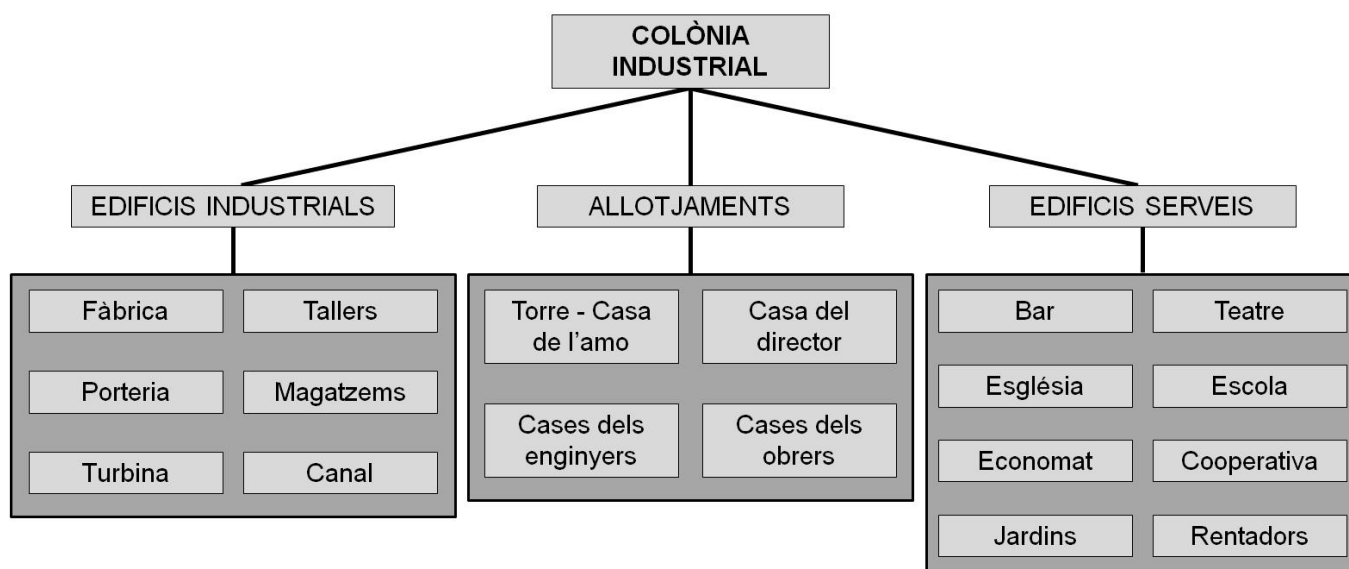 COLÒNIA
INDUSTRIAL
EDIFICIS INDUSTRIALS
ALLOTJAMENTS
EDIFICIS SERVEIS
Fàbrica
Tallers
Porteria
Magatzems
Turbina
Canal
Torre - Casa
de l'amo
Casa del
director
Cases dels
enginyers
Cases dels
obrers
Bar
Teatre
Església
Escola
Economat
Cooperativa
Jardins
Rentadors